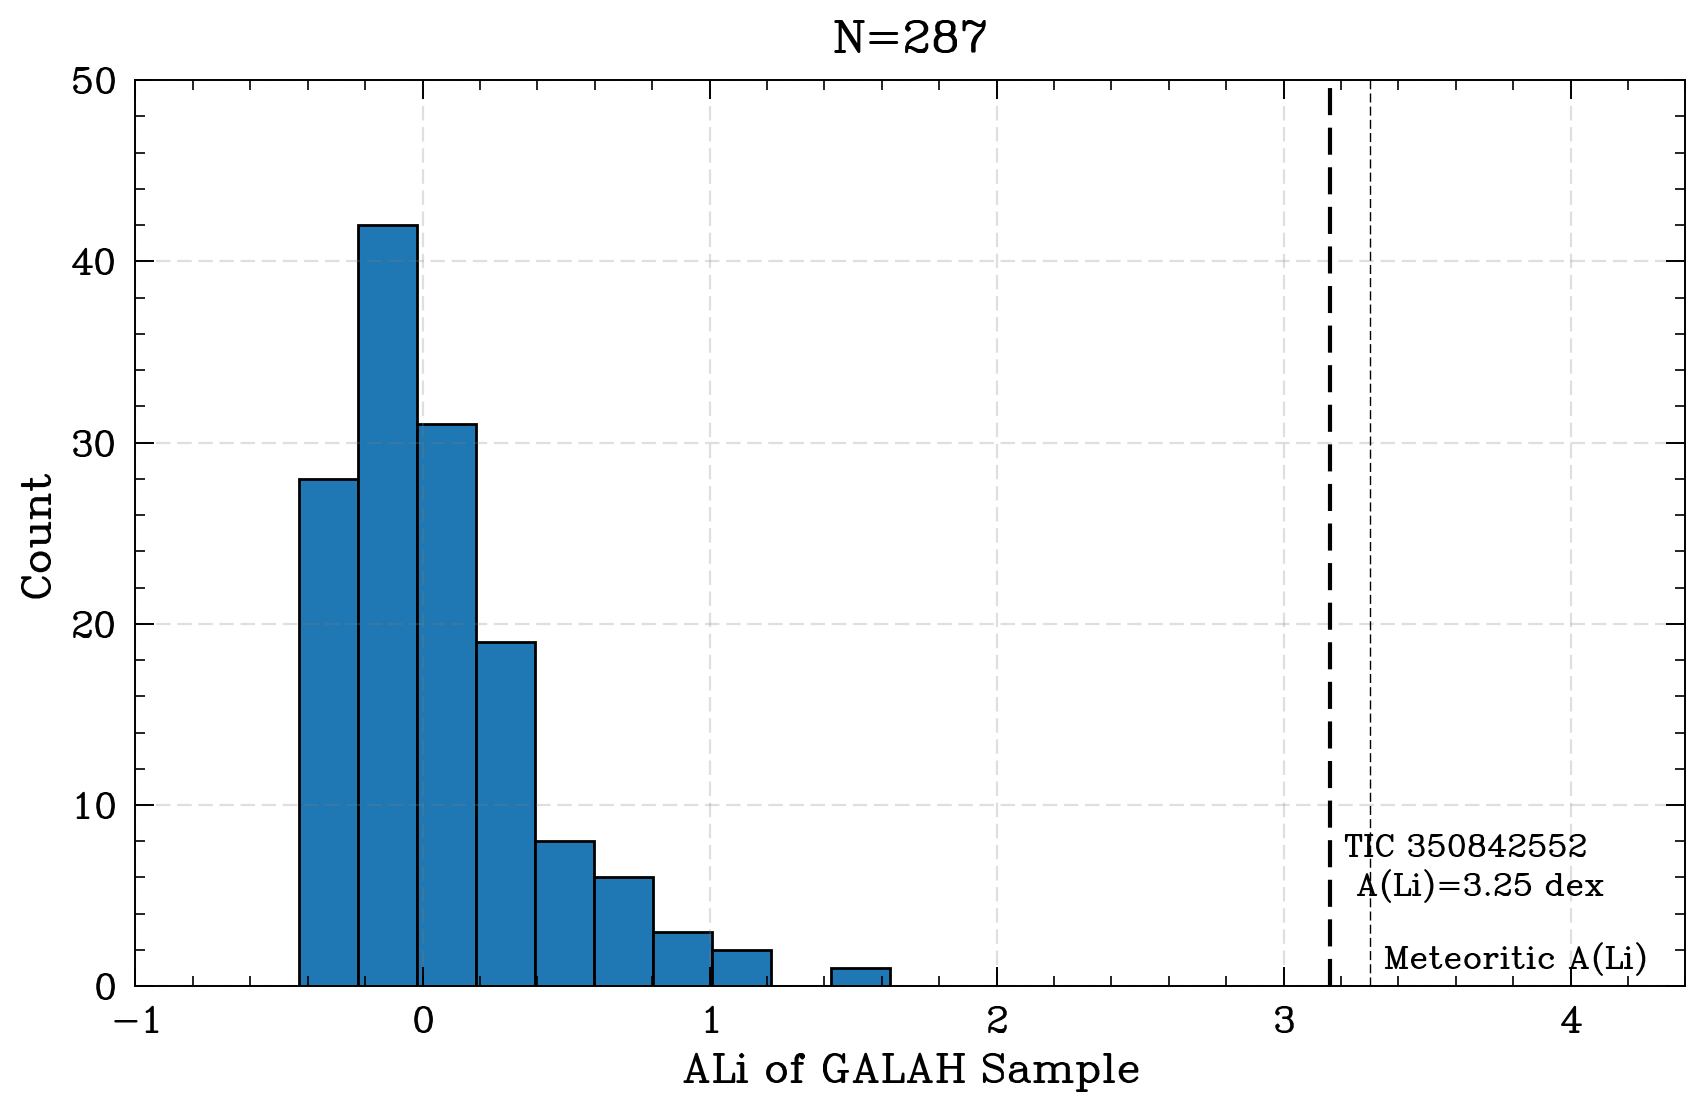 N=287
50
40
30
20
10
0
Count
−1 0 1 2 3 4
ALi of GALAH Sample
TIC 350842552
A(Li)=3.25 dex
Meteoritic A(Li)